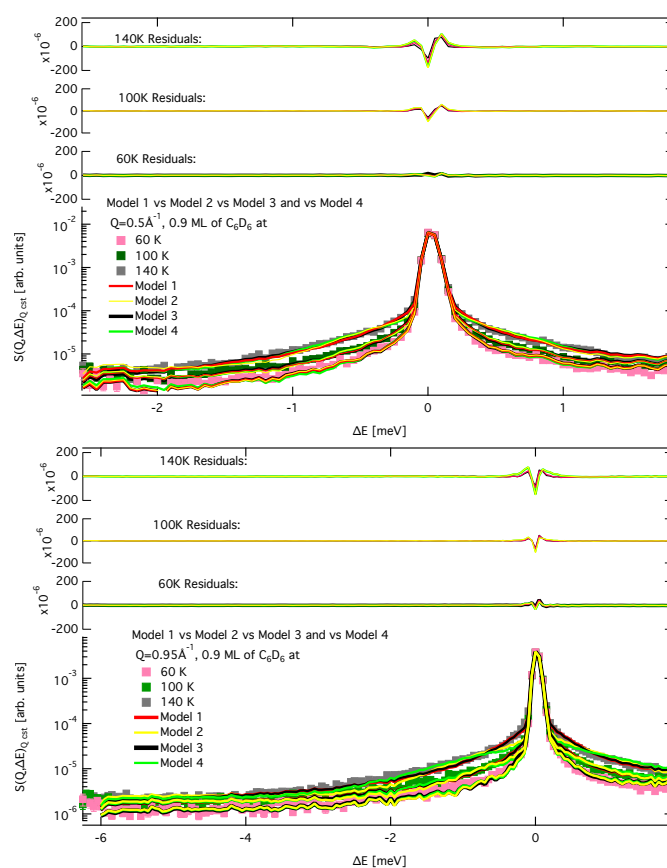 200
0
-200
x10-6
140K Residuals:
200
0
-200
x10-6
100K Residuals:
200
0
-200
x10-6
60K Residuals:
Model 1 vs Model 2 vs Model 3 and vs Model 4
Q=0.5Å-1, 0.9 ML of C6D6 at
60 K
100 K
140 K
Model 1
Model 2
Model 3
Model 4
S(Q,ΔE)Q cst [arb. units]
10-2
10-3
10-4
10-5
-2
-1
0
1
ΔE [meV]
200
0
-200
x10-6
140K Residuals:
200
0
-200
x10-6
100K Residuals:
200
0
-200
x10-6
60K Residuals:
Model 1 vs Model 2 vs Model 3 and vs Model 4
Q=0.95Å-1, 0.9 ML of C6D6 at
60 K
100 K
140 K
Model 1
Model 2
Model 3
Model 4
S(Q,ΔE)Q cst [arb. units]
10-3
10-4
10-5
10-6
-6
-4
-2
0
ΔE [meV]